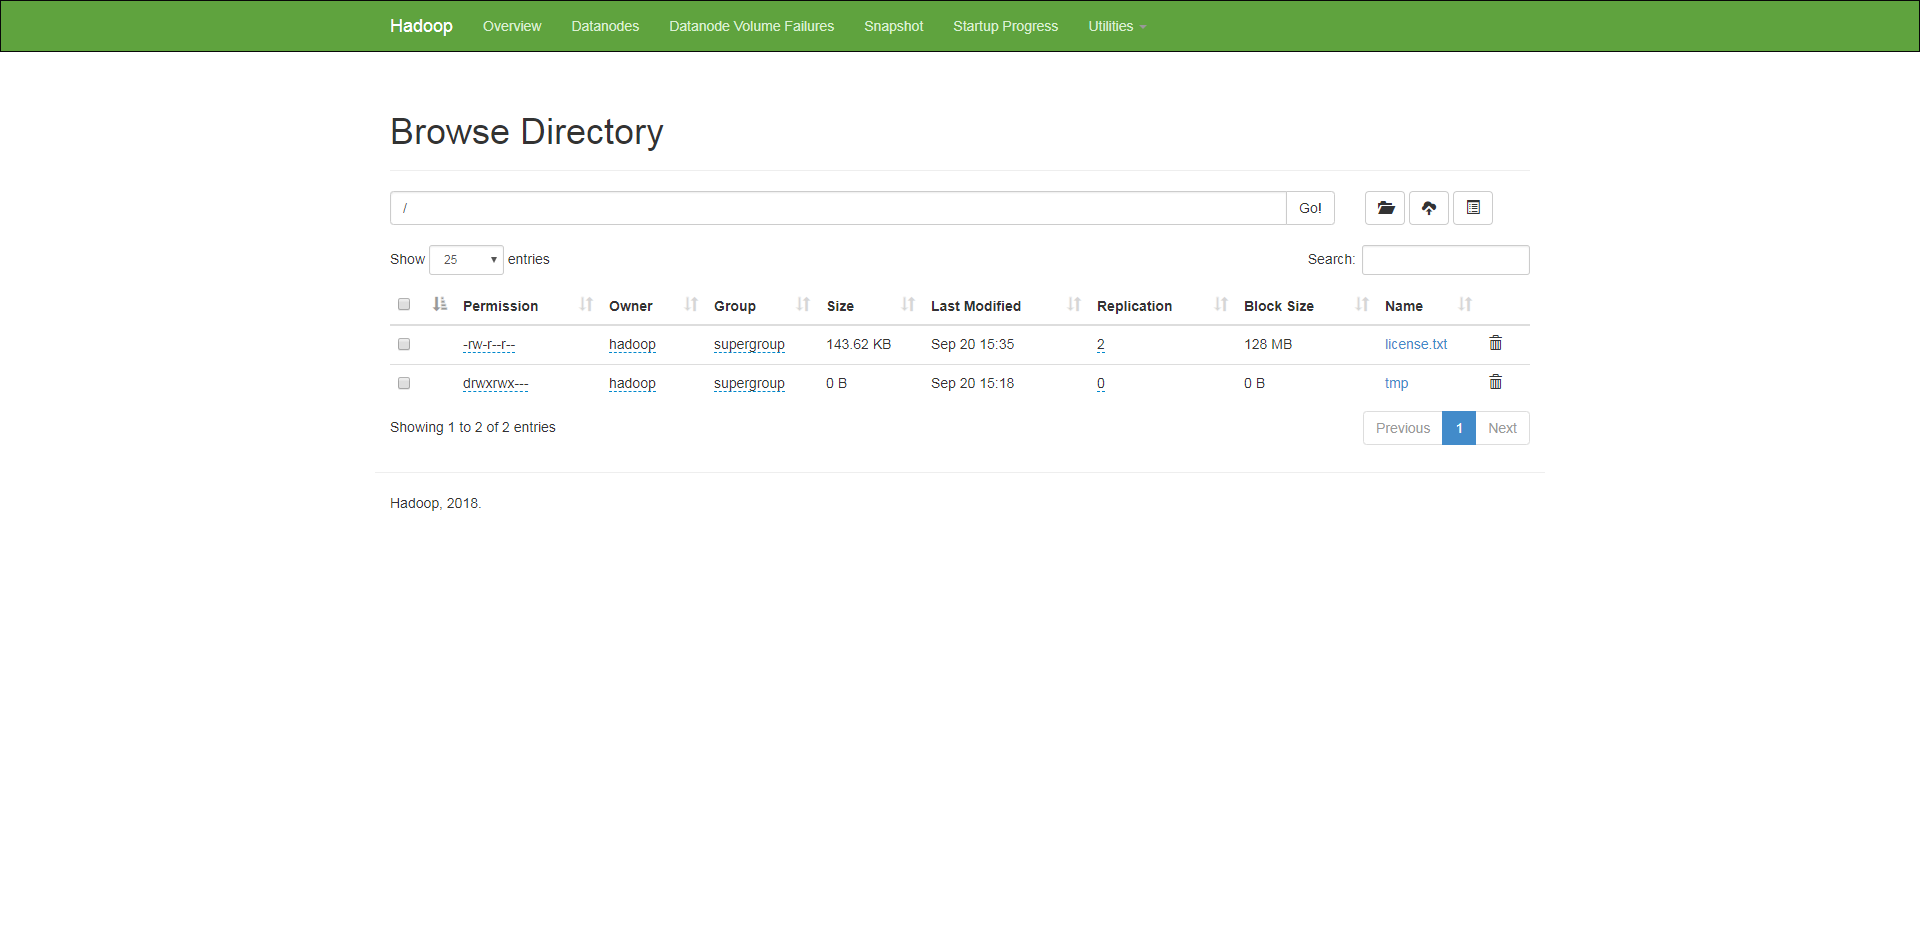 Hadoop Overview Datanodes Datanode Volume Failures Snapshot Startup Progress Utilities
Browse Directory
/ Go!
Show 25 entries Search:
Permission Owner Group Size Last Modified Replication Block Size Name
-rw-r--r-- hadoop supergroup 143.62 KB Sep 20 15:35 2 128 MB license.txt
drwxrwx--- hadoop supergroup 0 B Sep 20 15:18 0 0 B tmp
Showing 1 to 2 of 2 entries Previous 1 Next
Hadoop, 2018.